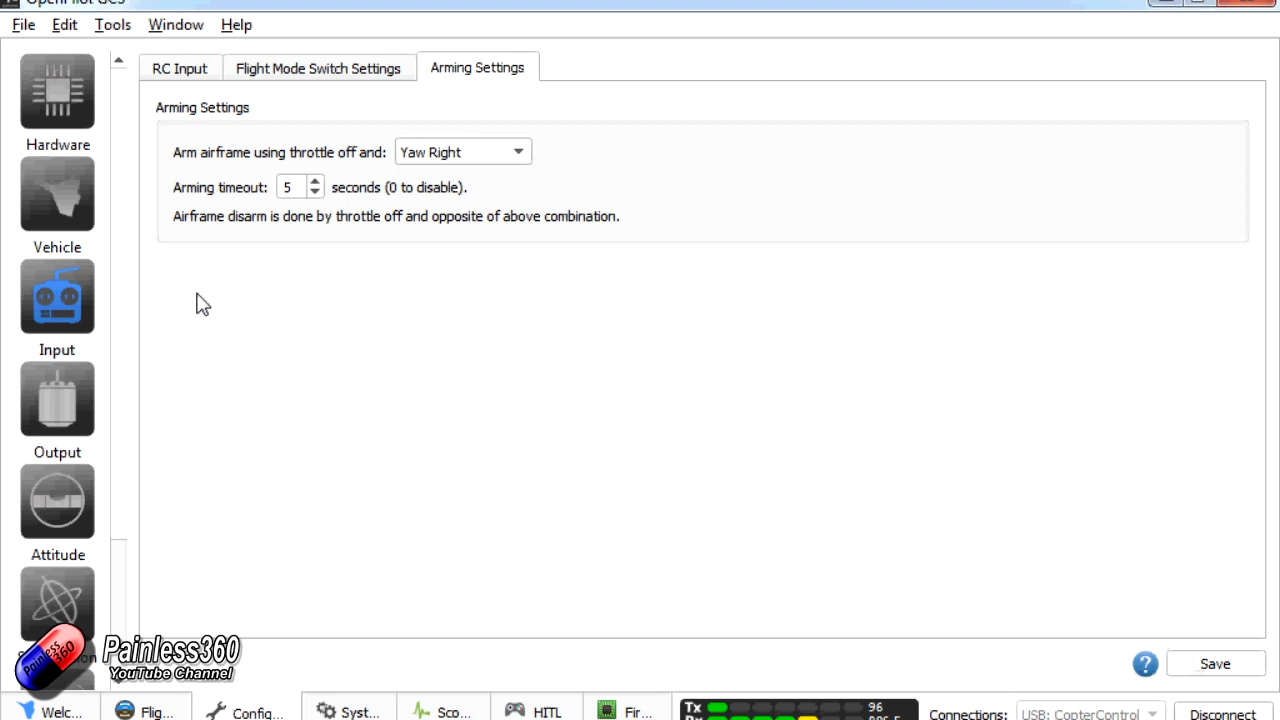 OpenPilot GCS
File Edit Tools Window Help
RC Input Flight Mode Switch Settings Arming Settings
Arming Settings
Arm airframe using throttle off and: Yaw Right
Arming timeout: 5 seconds (0 to disable).
Airframe disarm is done by throttle off and opposite of above combination.
Hardware
Vehicle
Input
Output
Attitude
Painless360
YouTube Channel
Painless
360
? Save
Welc... Flig... Config... Syst... Sco... HITL Fir... Tx 96 Connections: USB: CopterControl Disconnect